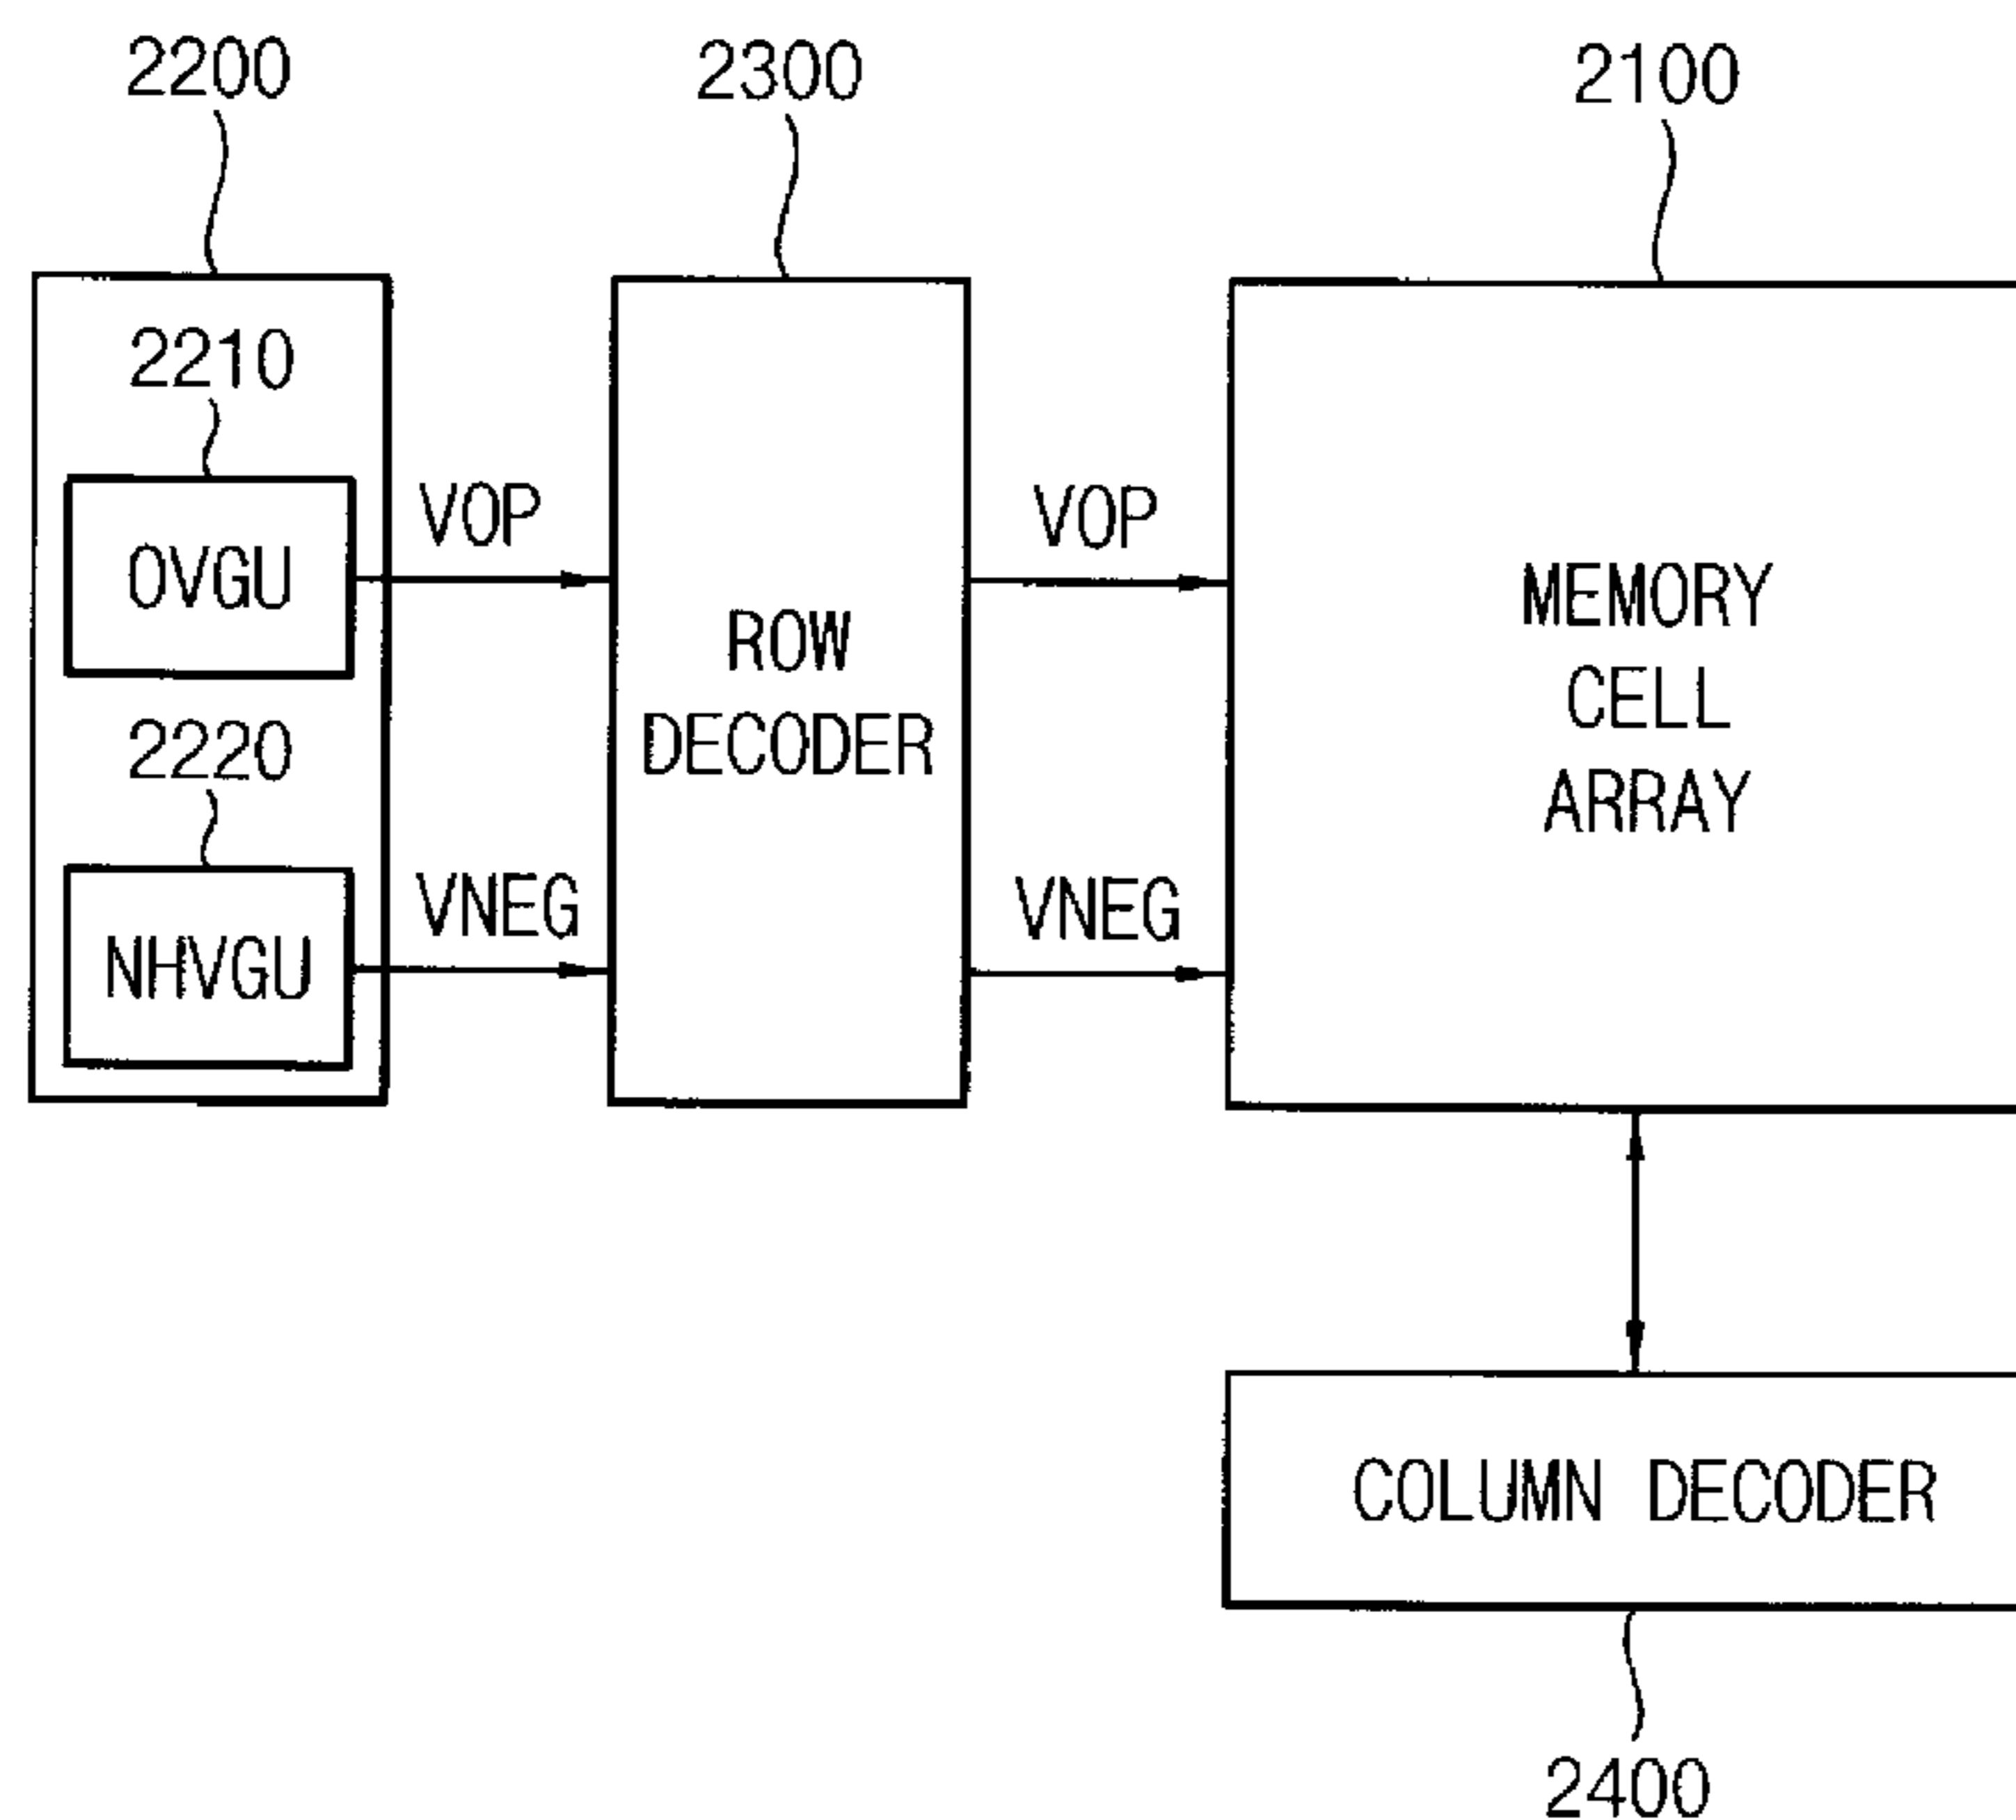 2200
2300
2100
2210
OVGU
VOP
VOP
ROW
DECODER
MEMORY
CELL
ARRAY
2220
NHVGU
VNEG
VNEG
COLUMN DECODER
2400